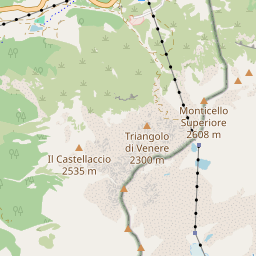 Monticello
Superiore
2608 m
Triangolo
di Venere
2300 m
Il Castellaccio
2535 m